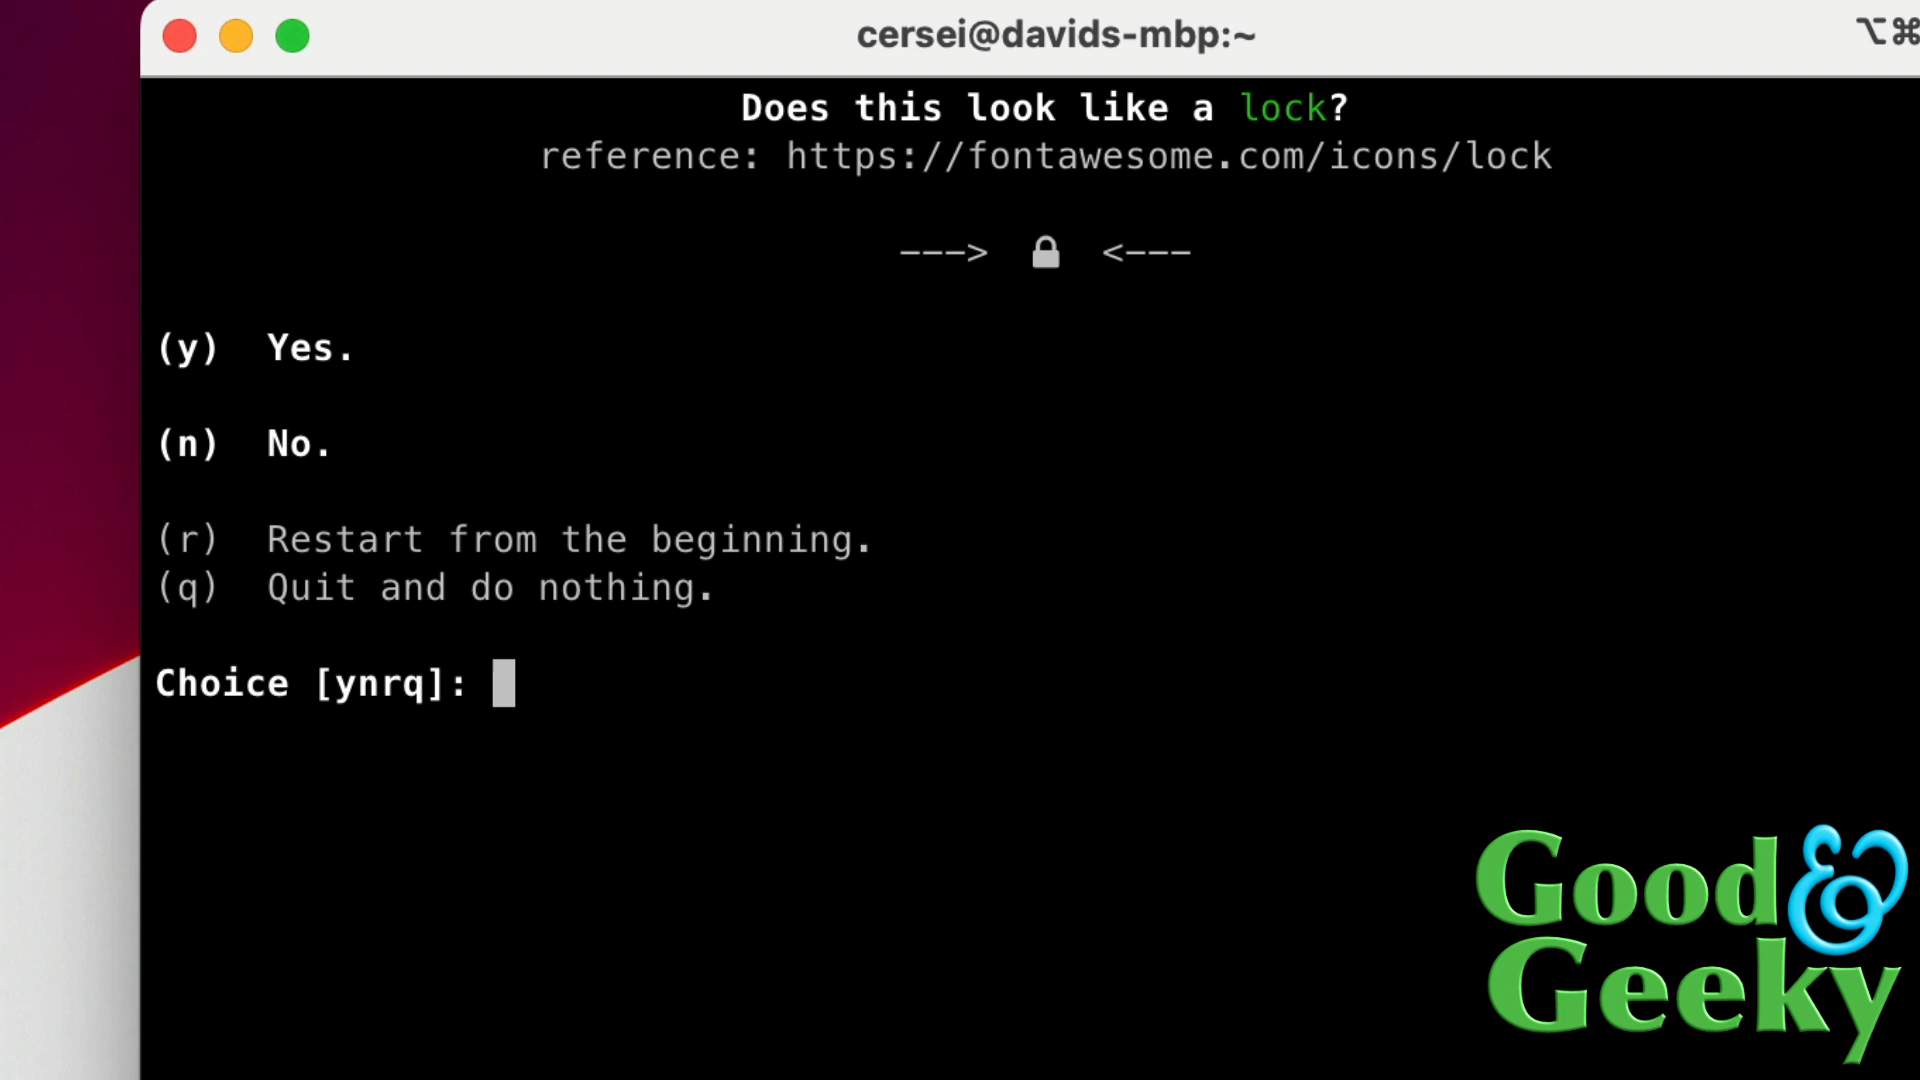 cersei@davids-mbp:~
⌥⌘
Does this look like a lock?
reference: https://fontawesome.com/icons/lock
---> <---
(y) Yes.
(n) No.
(r) Restart from the beginning.
(q) Quit and do nothing.
Choice [ynrq]:
Good &
Geeky